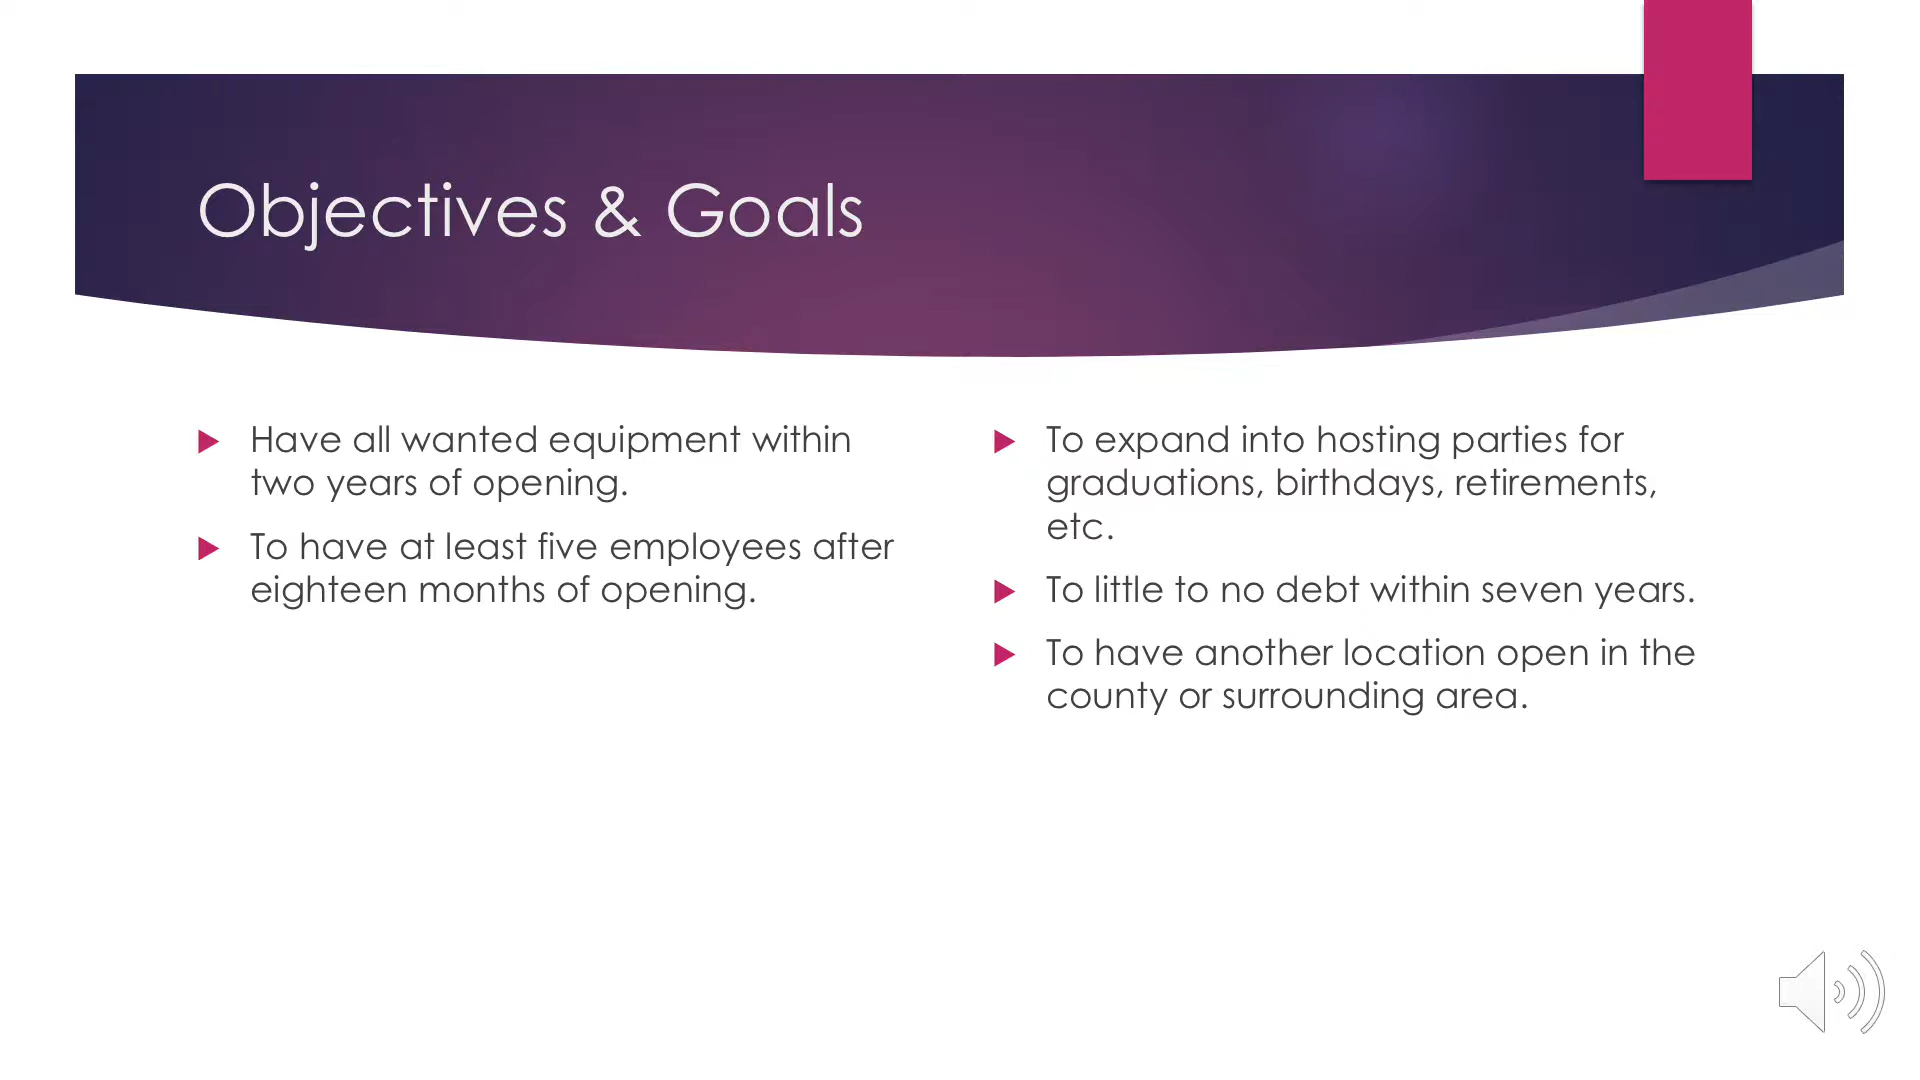 Objectives & Goals
Have all wanted equipment within
two years of opening.
To have at least five employees after
eighteen months of opening.
To expand into hosting parties for
graduations, birthdays, retirements,
etc.
To little to no debt within seven years.
To have another location open in the
county or surrounding area.